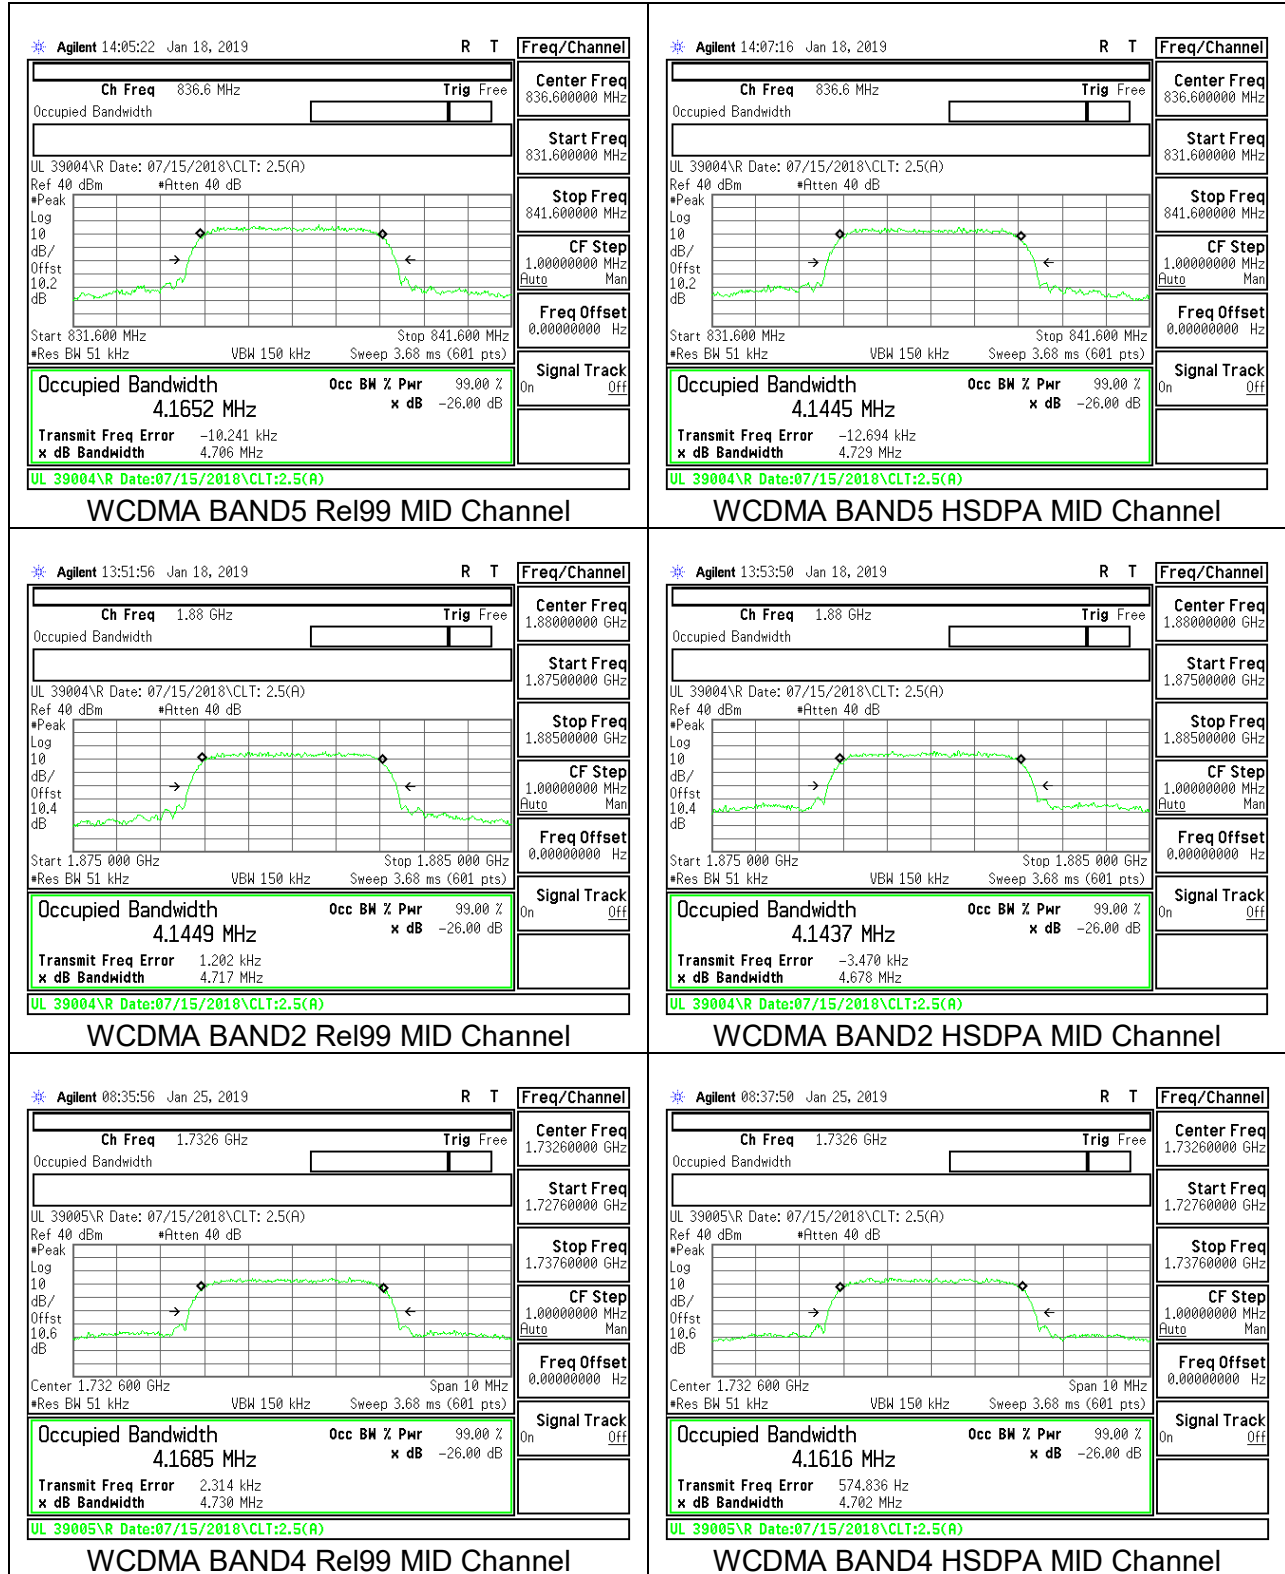 Agilent 14:05:22 Jan 18, 2019 R T Freq/Channel
Ch Freq 836.6 MHz Trig Free
Occupied Bandwidth
Center Freq
836.600000 MHz
Start Freq
831.600000 MHz
UL 39004\R Date: 07/15/2018\CLT: 2.5(A)
Ref 40 dBm #Atten 40 dB
#Peak
Log
10
dB/
Offst
10.2
dB
Stop Freq
841.600000 MHz
CF Step
1.00000000 MHz
Auto Man
Freq Offset
0.00000000 Hz
Start 831.600 MHz Stop 841.600 MHz
#Res BW 51 kHz VBW 150 kHz Sweep 3.68 ms (601 pts)
Signal Track
On Off
Occupied Bandwidth Occ BW % Pwr 99.00 %
4.1652 MHz x dB -26.00 dB
Transmit Freq Error -10.241 kHz
x dB Bandwidth 4.706 MHz
UL 39004\R Date:07/15/2018\CLT:2.5(A)
WCDMA BAND5 Rel99 MID Channel
Agilent 14:07:16 Jan 18, 2019 R T Freq/Channel
Ch Freq 836.6 MHz Trig Free
Occupied Bandwidth
Center Freq
836.600000 MHz
Start Freq
831.600000 MHz
UL 39004\R Date: 07/15/2018\CLT: 2.5(A)
Ref 40 dBm #Atten 40 dB
#Peak
Log
10
dB/
Offst
10.2
dB
Stop Freq
841.600000 MHz
CF Step
1.00000000 MHz
Auto Man
Freq Offset
0.00000000 Hz
Start 831.600 MHz Stop 841.600 MHz
#Res BW 51 kHz VBW 150 kHz Sweep 3.68 ms (601 pts)
Signal Track
On Off
Occupied Bandwidth Occ BW % Pwr 99.00 %
4.1445 MHz x dB -26.00 dB
Transmit Freq Error -12.694 kHz
x dB Bandwidth 4.729 MHz
UL 39004\R Date:07/15/2018\CLT:2.5(A)
WCDMA BAND5 HSDPA MID Channel
Agilent 13:51:56 Jan 18, 2019 R T Freq/Channel
Ch Freq 1.88 GHz Trig Free
Occupied Bandwidth
Center Freq
1.88000000 GHz
Start Freq
1.87500000 GHz
UL 39004\R Date: 07/15/2018\CLT: 2.5(A)
Ref 40 dBm #Atten 40 dB
#Peak
Log
10
dB/
Offst
10.4
dB
Stop Freq
1.88500000 GHz
CF Step
1.00000000 MHz
Auto Man
Freq Offset
0.00000000 Hz
Start 1.875 000 GHz Stop 1.885 000 GHz
#Res BW 51 kHz VBW 150 kHz Sweep 3.68 ms (601 pts)
Signal Track
On Off
Occupied Bandwidth Occ BW % Pwr 99.00 %
4.1449 MHz x dB -26.00 dB
Transmit Freq Error 1.202 kHz
x dB Bandwidth 4.717 MHz
UL 39004\R Date:07/15/2018\CLT:2.5(A)
WCDMA BAND2 Rel99 MID Channel
Agilent 13:53:50 Jan 18, 2019 R T Freq/Channel
Ch Freq 1.88 GHz Trig Free
Occupied Bandwidth
Center Freq
1.88000000 GHz
Start Freq
1.87500000 GHz
UL 39004\R Date: 07/15/2018\CLT: 2.5(A)
Ref 40 dBm #Atten 40 dB
#Peak
Log
10
dB/
Offst
10.4
dB
Stop Freq
1.88500000 GHz
CF Step
1.00000000 MHz
Auto Man
Freq Offset
0.00000000 Hz
Start 1.875 000 GHz Stop 1.885 000 GHz
#Res BW 51 kHz VBW 150 kHz Sweep 3.68 ms (601 pts)
Signal Track
On Off
Occupied Bandwidth Occ BW % Pwr 99.00 %
4.1437 MHz x dB -26.00 dB
Transmit Freq Error -3.470 kHz
x dB Bandwidth 4.678 MHz
UL 39004\R Date:07/15/2018\CLT:2.5(A)
WCDMA BAND2 HSDPA MID Channel
Agilent 08:35:56 Jan 25, 2019 R T Freq/Channel
Ch Freq 1.7326 GHz Trig Free
Occupied Bandwidth
Center Freq
1.73260000 GHz
Start Freq
1.72760000 GHz
UL 39005\R Date: 07/15/2018\CLT: 2.5(A)
Ref 40 dBm #Atten 40 dB
#Peak
Log
10
dB/
Offst
10.6
dB
Stop Freq
1.73760000 GHz
CF Step
1.00000000 MHz
Auto Man
Freq Offset
0.00000000 Hz
Center 1.732 600 GHz Span 10 MHz
#Res BW 51 kHz VBW 150 kHz Sweep 3.68 ms (601 pts)
Signal Track
On Off
Occupied Bandwidth Occ BW % Pwr 99.00 %
4.1685 MHz x dB -26.00 dB
Transmit Freq Error 2.314 kHz
x dB Bandwidth 4.730 MHz
UL 39005\R Date:07/15/2018\CLT:2.5(A)
WCDMA BAND4 Rel99 MID Channel
Agilent 08:37:50 Jan 25, 2019 R T Freq/Channel
Ch Freq 1.7326 GHz Trig Free
Occupied Bandwidth
Center Freq
1.73260000 GHz
Start Freq
1.72760000 GHz
UL 39005\R Date: 07/15/2018\CLT: 2.5(A)
Ref 40 dBm #Atten 40 dB
#Peak
Log
10
dB/
Offst
10.6
dB
Stop Freq
1.73760000 GHz
CF Step
1.00000000 MHz
Auto Man
Freq Offset
0.00000000 Hz
Center 1.732 600 GHz Span 10 MHz
#Res BW 51 kHz VBW 150 kHz Sweep 3.68 ms (601 pts)
Signal Track
On Off
Occupied Bandwidth Occ BW % Pwr 99.00 %
4.1616 MHz x dB -26.00 dB
Transmit Freq Error 574.836 Hz
x dB Bandwidth 4.702 MHz
UL 39005\R Date:07/15/2018\CLT:2.5(A)
WCDMA BAND4 HSDPA MID Channel